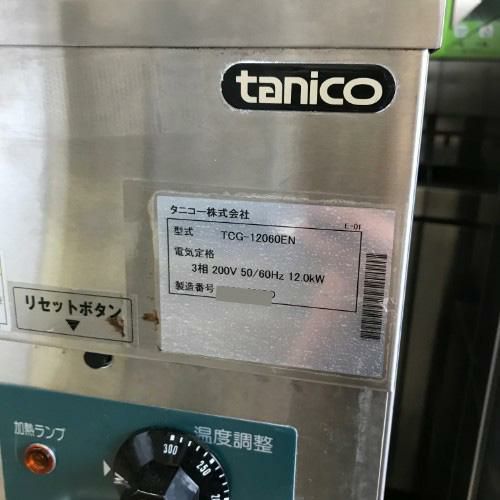 tanico
タニコー株式会社
E-01
型式 TCG-12060EN
電気定格
3相 200V 50/60Hz 12.0kW
製造番号
リセットボタン
加熱ランプ
温度調整
300
250